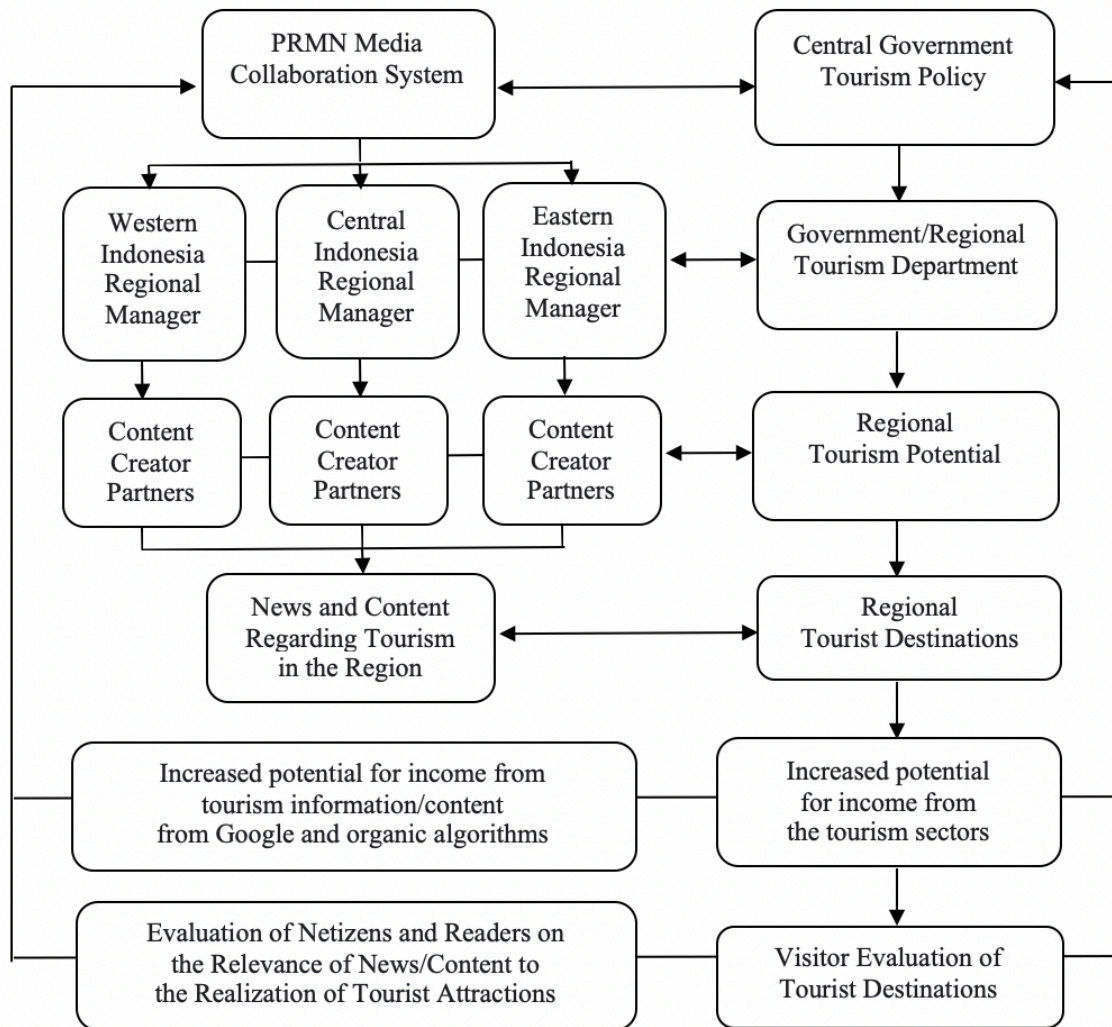 PRMN Media
Collaboration System
Central Government
Tourism Policy
Western
Indonesia
Regional
Manager
Central
Indonesia
Regional
Manager
Eastern
Indonesia
Regional
Manager
Government/Regional
Tourism Department
Content
Creator
Partners
Content
Creator
Partners
Content
Creator
Partners
Regional
Tourism Potential
News and Content
Regarding Tourism
in the Region
Regional
Tourist Destinations
Increased potential for income from
tourism information/content
from Google and organic algorithms
Increased potential
for income from
the tourism sectors
Evaluation of Netizens and Readers on
the Relevance of News/Content to
the Realization of Tourist Attractions
Visitor Evaluation of
Tourist Destinations